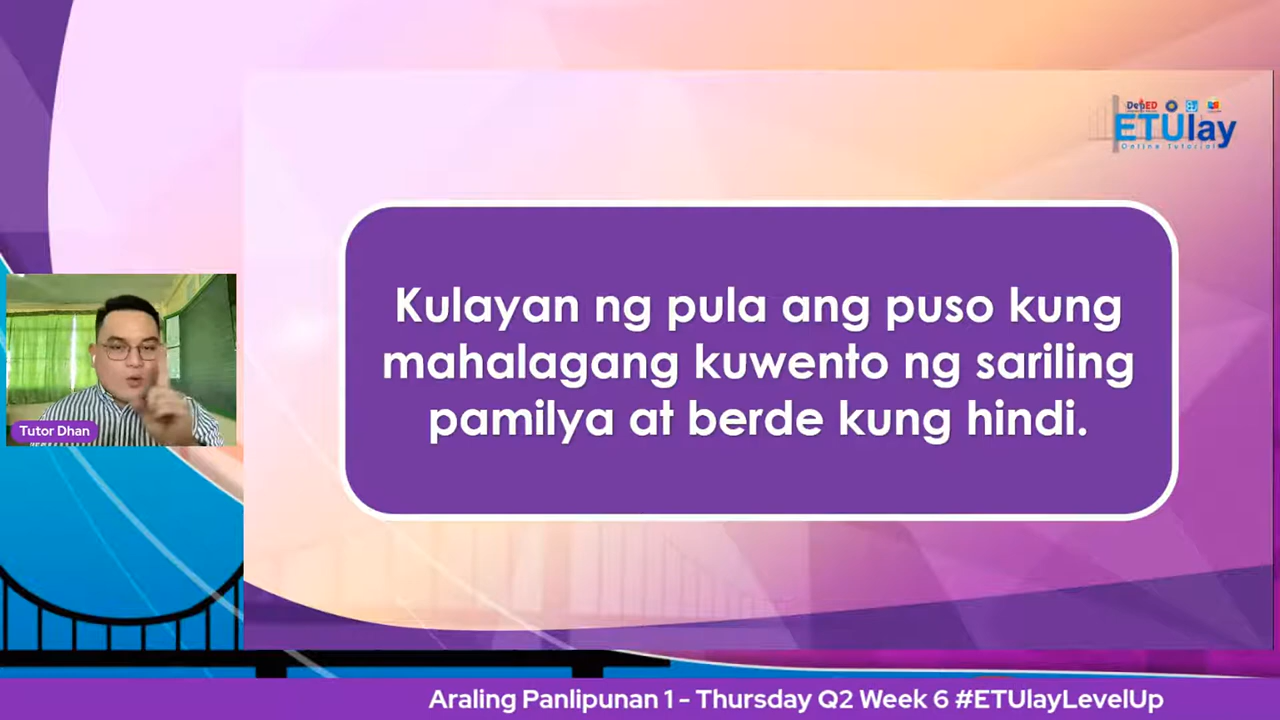 DepED
ETUlay
Online Tutorial
Kulayan ng pula ang puso kung
mahalagang kuwento ng sariling
pamilya at berde kung hindi.
Tutor Dhan
Araling Panlipunan 1 - Thursday Q2 Week 6 #ETUlayLevelUp